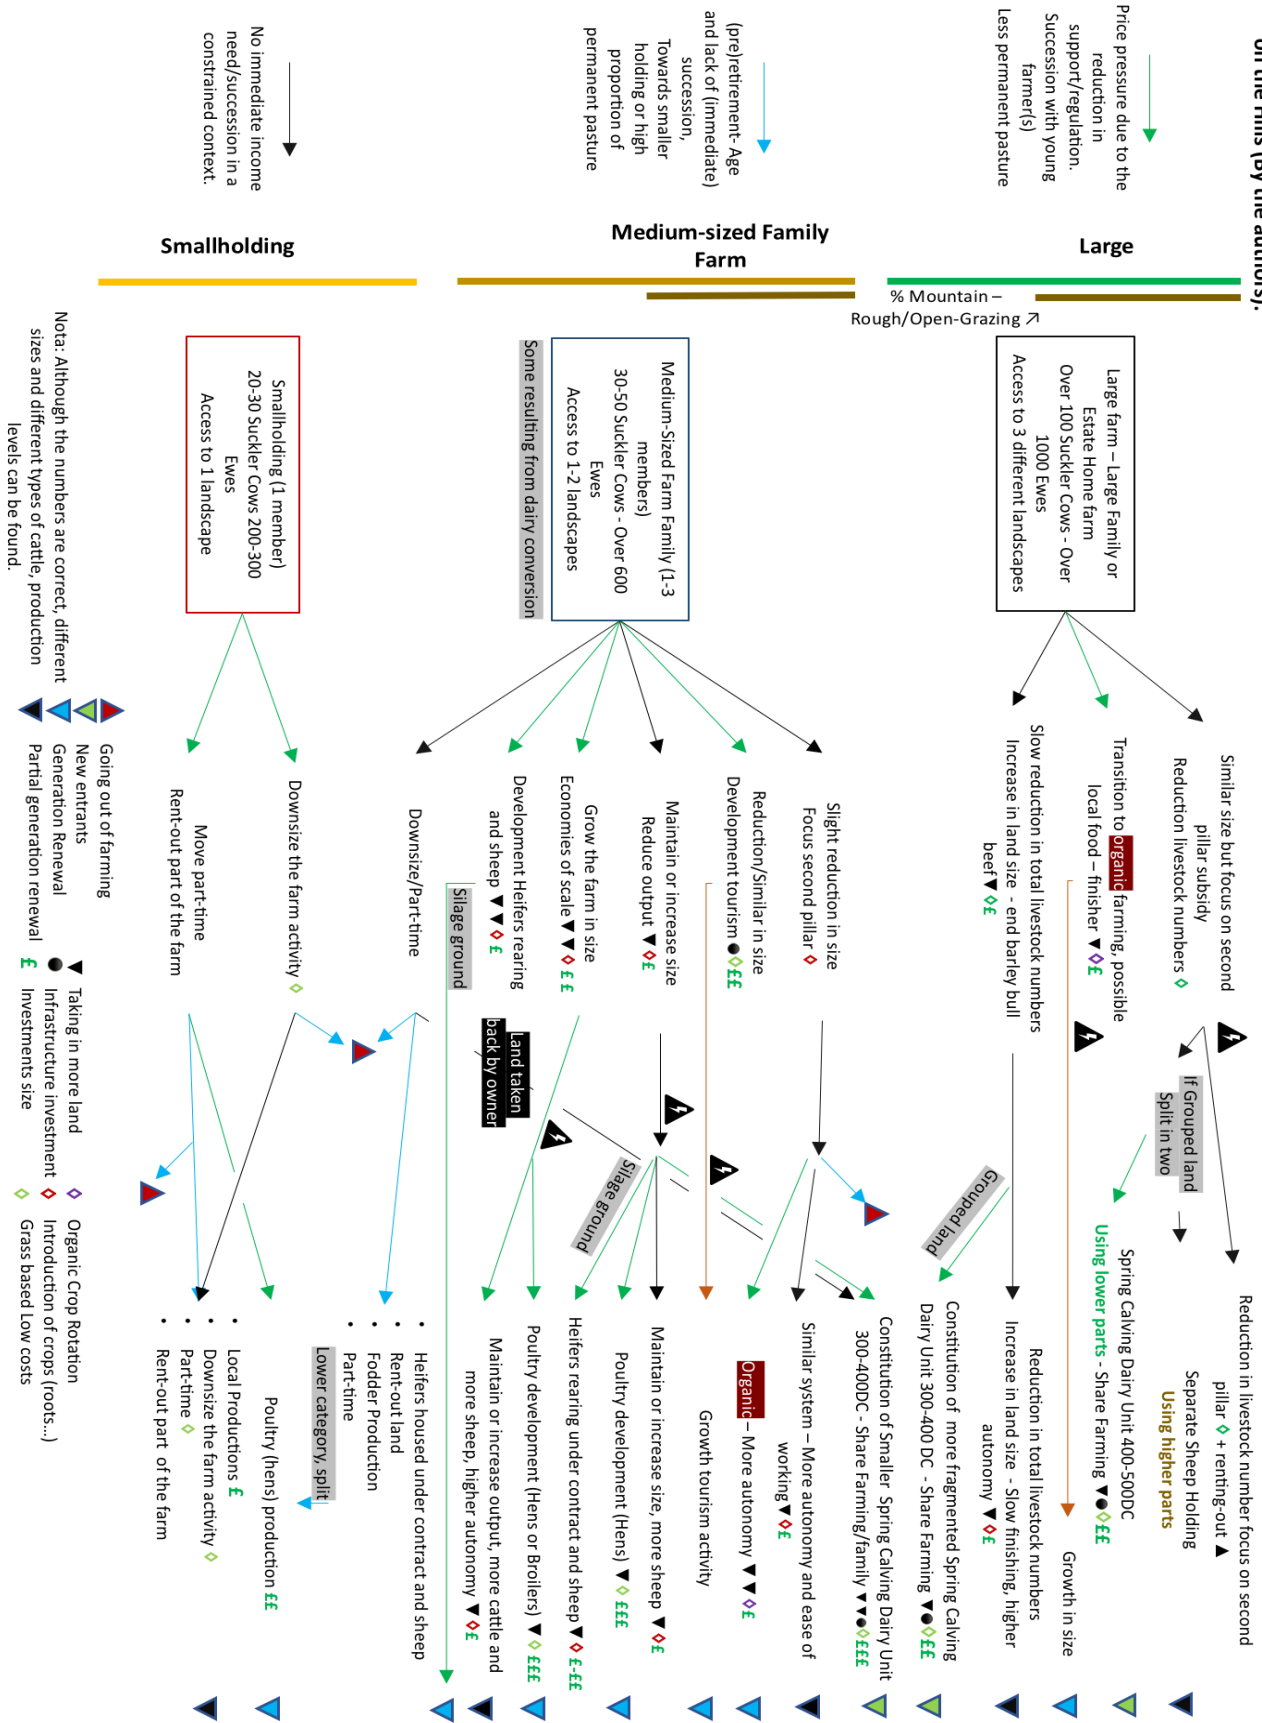 on the Hills (By the authors).
Price pressure due to the
reduction in
support/regulation.
Succession with young
farmer(s)
Less permanent pasture
(pre)retirement- Age
and lack of (immediate)
succession,
Towards smaller
holding or high
proportion of
permanent pasture
No immediate income
need/succession in a
constrained context.
Large
% Mountain –
Rough/Open-Grazing ↗
Medium-sized Family
Farm
Smallholding
Large farm – Large Family or
Estate Home farm
Over 100 Suckler Cows - Over
1000 Ewes
Access to 3 different landscapes
Medium-Sized Farm Family (1-3
members)
30-50 Suckler Cows - Over 600
Ewes
Access to 1-2 landscapes
Some resulting from dairy conversion
Smallholding (1 member)
20-30 Suckler Cows 200-300
Ewes
Access to 1 landscape
Similar size but focus on second
pillar subsidy
Reduction livestock numbers ◊
Transition to organic farming, possible
local food – finisher ▼◊£
Slow reduction in total livestock numbers
Increase in land size - end barley bull
beef▼◊£
Slight reduction in size
Focus second pillar ◊
Reduction/Similar in size
Development tourism ●◊££
Maintain or increase size
Reduce output ▼◊£
Grow the farm in size
Economies of scale▼▼◊££
Development Heifers rearing
and sheep ▼▼◊£
Silage ground
Downsize/Part-time
Downsize the farm activity ◊
Move part-time
Rent-out part of the farm
If Grouped land
Split in two
Grouped land
Silage ground
Land taken
back by owner
Reduction in livestock number focus on second
pillar ◊ + renting-out ▲
Separate Sheep Holding
Using higher parts
Spring Calving Dairy Unit 400-500DC
Using lower parts - Share Farming ▼●◊££
Growth in size
Reduction in total livestock numbers
Increase in land size - Slow finishing, higher
autonomy ▼◊£
Constitution of more fragmented Spring Calving
Dairy Unit 300-400 DC - Share Farming ▼●◊££
Constitution of Smaller Spring Calving Dairy Unit
300-400DC - Share Farming/family ▼▼●◊£££
Similar system – More autonomy and ease of
working▼◊£
Organic – More autonomy ▼▼◊£
Growth tourism activity
Maintain or increase size, more sheep ▼◊£
Poultry development (Hens) ▼◊ £££
Heifers rearing under contract and sheep▼◊ £-££
Poultry development (Hens or Broilers) ▼◊ £££
Maintain or increase output, more cattle and
more sheep, higher autonomy ▼◊£
• Heifers housed under contract and sheep
• Rent-out land
• Fodder Production
• Part-time
Lower category, split
Poultry (hens) production ££
• Local Productions £
• Downsize the farm activity ◊
• Part-time ◊
• Rent-out part of the farm
Nota: Although the numbers are correct, different
sizes and different types of cattle, production
levels can be found.
Going out of farming
New entrants
Generation Renewal
Partial generation renewal
▼ Taking in more land
● Infrastructure investment
£ Investments size
◊ Organic Crop Rotation
◊ Introduction of crops (roots...)
◊ Grass based Low costs